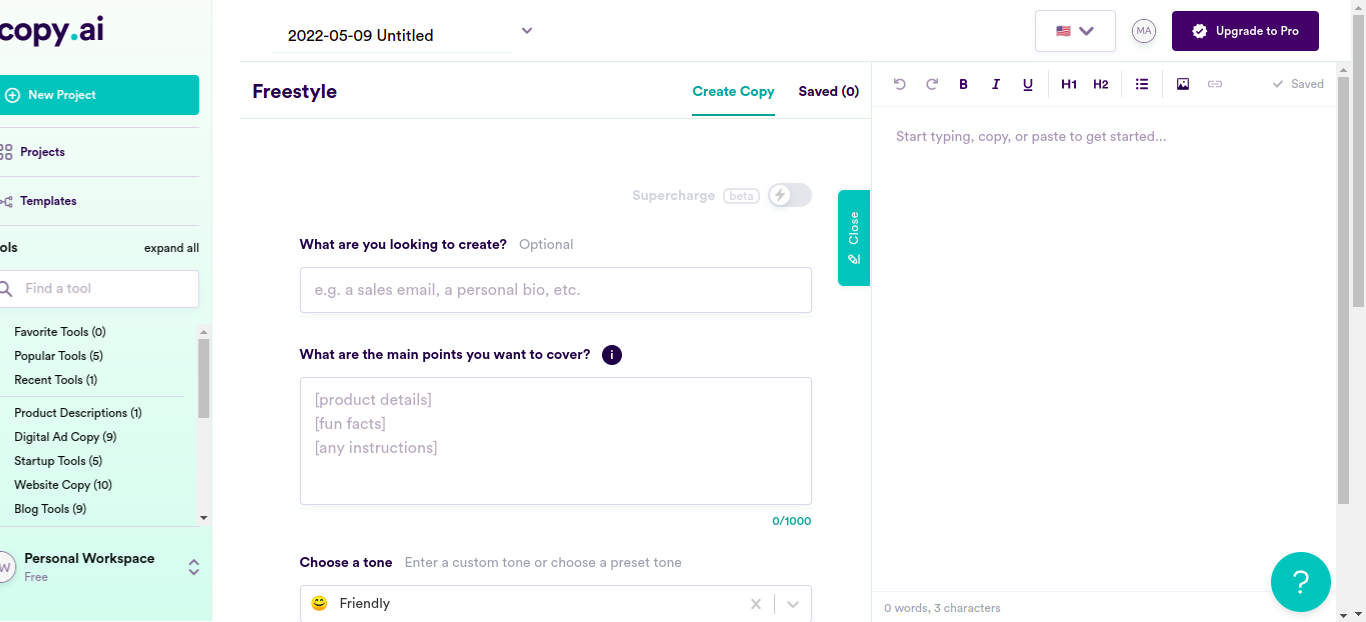 copy.ai
New Project
Projects
Templates
ols
expand all
Find a tool
Favorite Tools (0)
Popular Tools (5)
Recent Tools (1)
Product Descriptions (1)
Digital Ad Copy (9)
Startup Tools (5)
Website Copy (10)
Blog Tools (9)
W
Personal Workspace
Free
2022-05-09 Untitled
MA
Upgrade to Pro
Freestyle
Create Copy
Saved (0)
Supercharge beta
What are you looking to create? Optional
e.g. a sales email, a personal bio, etc.
What are the main points you want to cover? i
[product details]
[fun facts]
[any instructions]
0/1000
Choose a tone Enter a custom tone or choose a preset tone
😊 Friendly
Close
B I U H1 H2
Saved
Start typing, copy, or paste to get started...
0 words, 3 characters
?